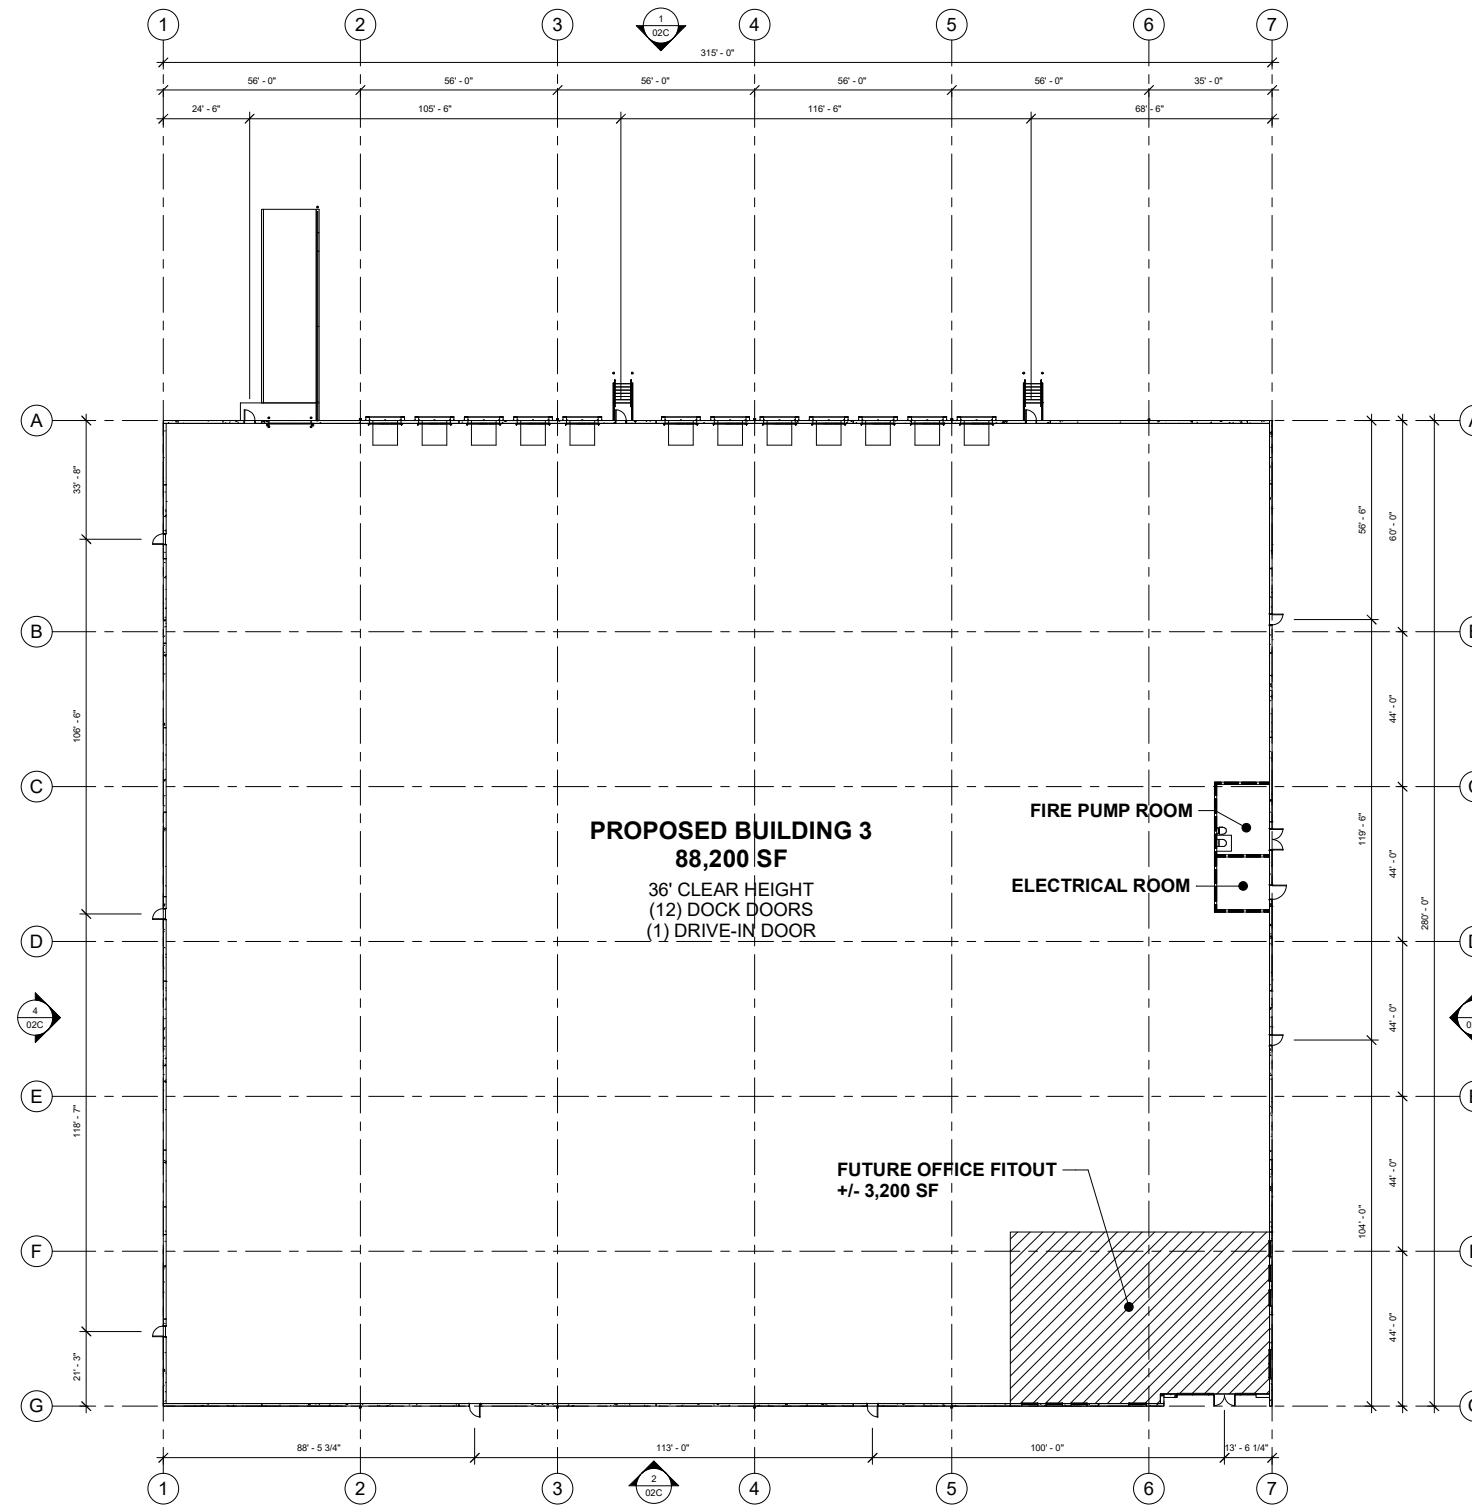 1 2 3 4 5 6 7
1
02C
315' - 0"
56' - 0" 56' - 0" 56' - 0" 56' - 0" 56' - 0" 35' - 0"
24' - 6" 105' - 6" 116' - 6" 68' - 6"
A
33' - 8"
56' - 6"
60' - 0"
B
106' - 6"
44' - 0"
C
PROPOSED BUILDING 3
88,200 SF
36' CLEAR HEIGHT
(12) DOCK DOORS
(1) DRIVE-IN DOOR
FIRE PUMP ROOM
ELECTRICAL ROOM
119' - 6"
44' - 0"
280' - 0"
D
4
02C
44' - 0"
E
118' - 7"
FUTURE OFFICE FITOUT
+/- 3,200 SF
44' - 0"
104' - 0"
F
21' - 3"
44' - 0"
G
88' - 5 3/4" 113' - 0" 100' - 0" 13' - 6 1/4"
2
02C
1 2 3 4 5 6 7